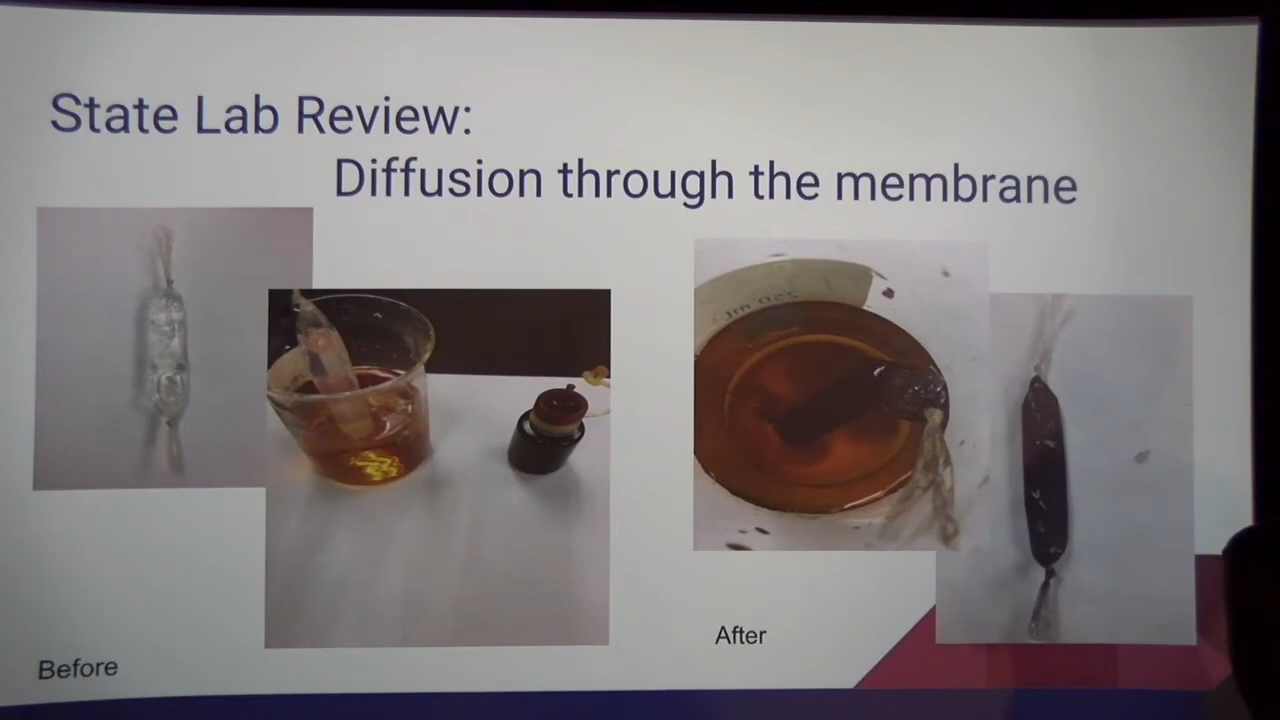 State Lab Review:
Diffusion through the membrane
Before
After